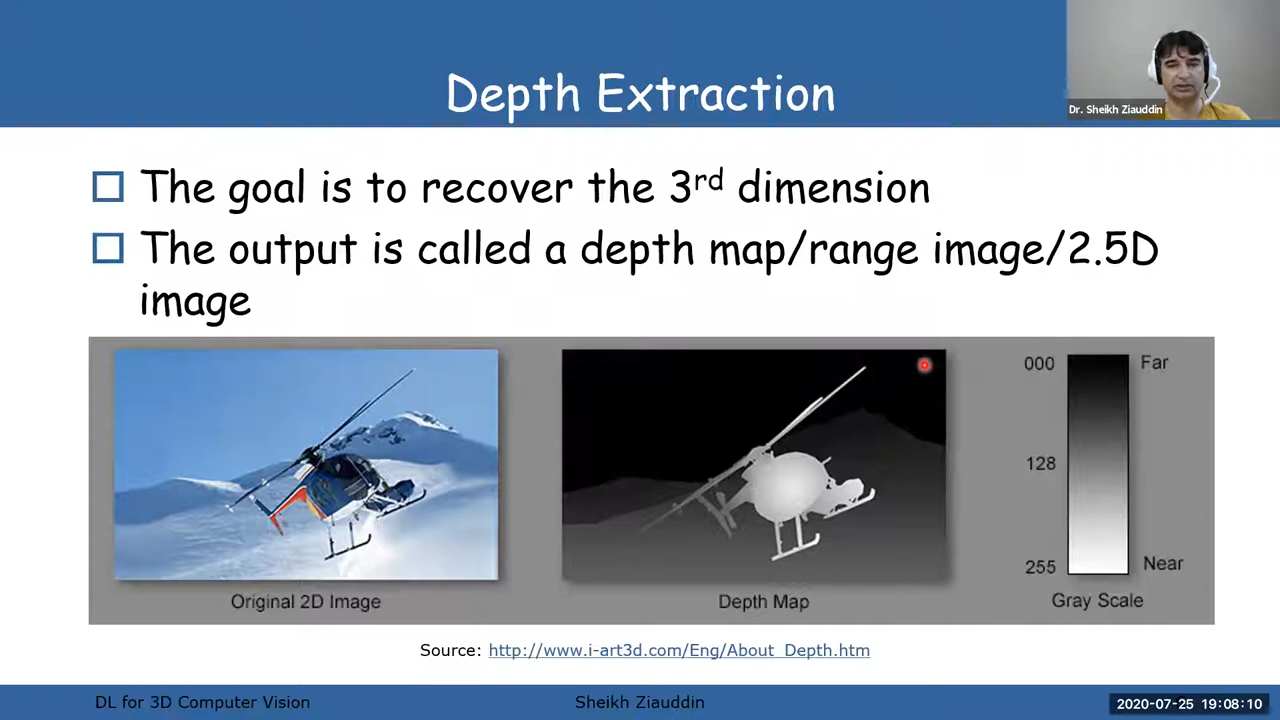 Depth Extraction
Dr. Sheikh Ziauddin
The goal is to recover the 3rd dimension
The output is called a depth map/range image/2.5D
image
000 Far
128
255 Near
Original 2D Image
Depth Map
Gray Scale
Source: http://www.i-art3d.com/Eng/About_Depth.htm
DL for 3D Computer Vision
Sheikh Ziauddin
2020-07-25 19:08:10